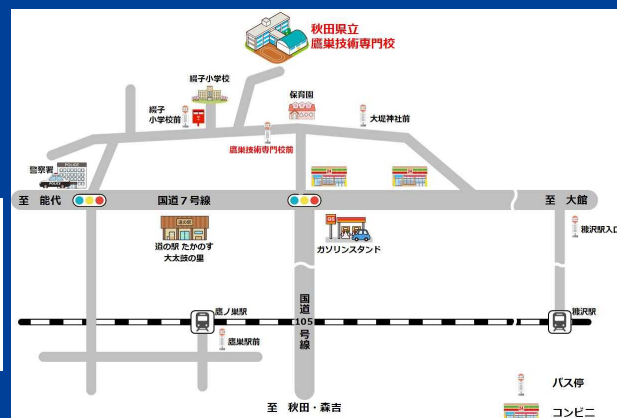 秋田県立
鷹巣技術専門校
綴子小学校
保育園
綴子
小学校前
大堤神社前
鷹巣技術専門校前
警察署
POLICE
至 能代
国道7号線
至 大館
道の駅
道の駅 たかのす
大太鼓の里
GS
ガソリンスタンド
糠沢駅入口
鷹ノ巣駅
国道
105
号線
糠沢駅
鷹巣駅前
至 秋田・森吉
バス停
コンビニ